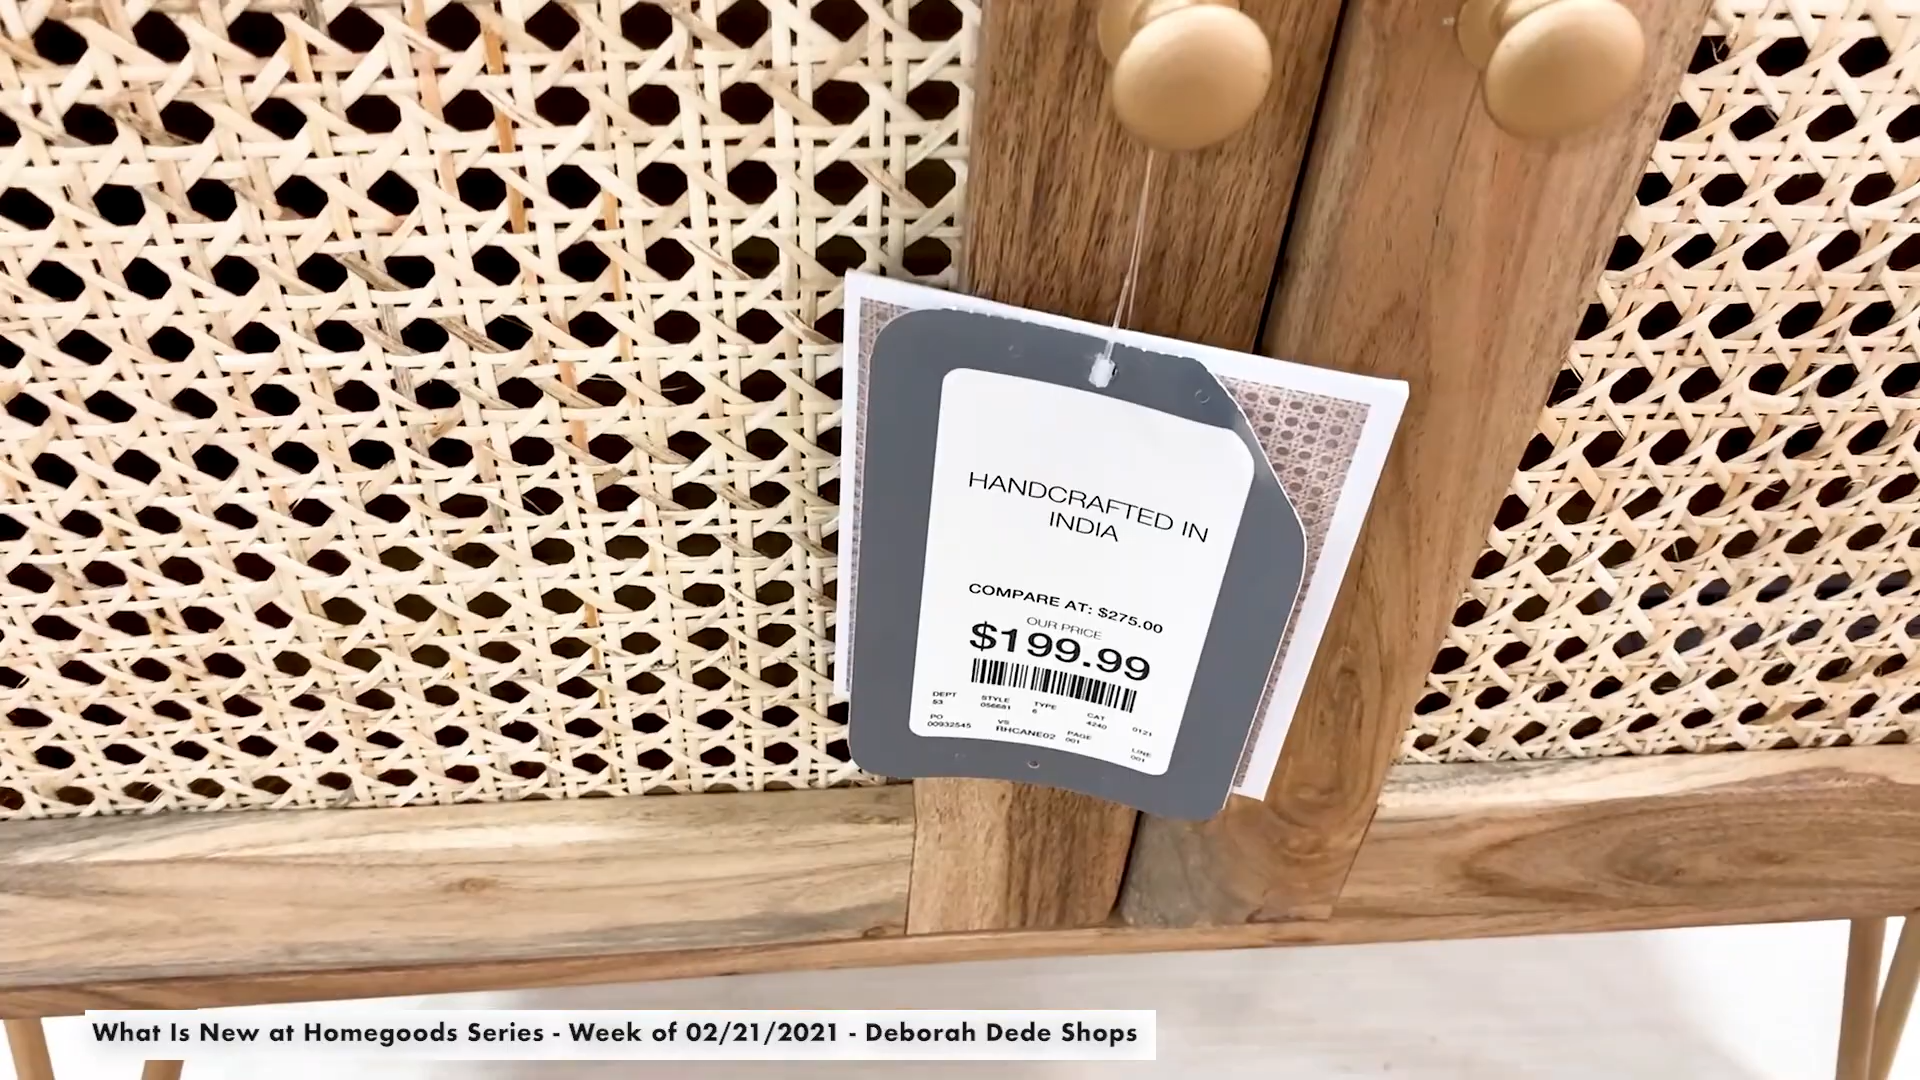 HANDCRAFTED IN
INDIA
COMPARE AT: $275.00
OUR PRICE
$199.99
DEPT STYLE TYPE CAT 0121
53 056681 6 4240
PO VS PAGE LINE
00932545 RHCANE02 001 001
What Is New at Homegoods Series - Week of 02/21/2021 - Deborah Dede Shops